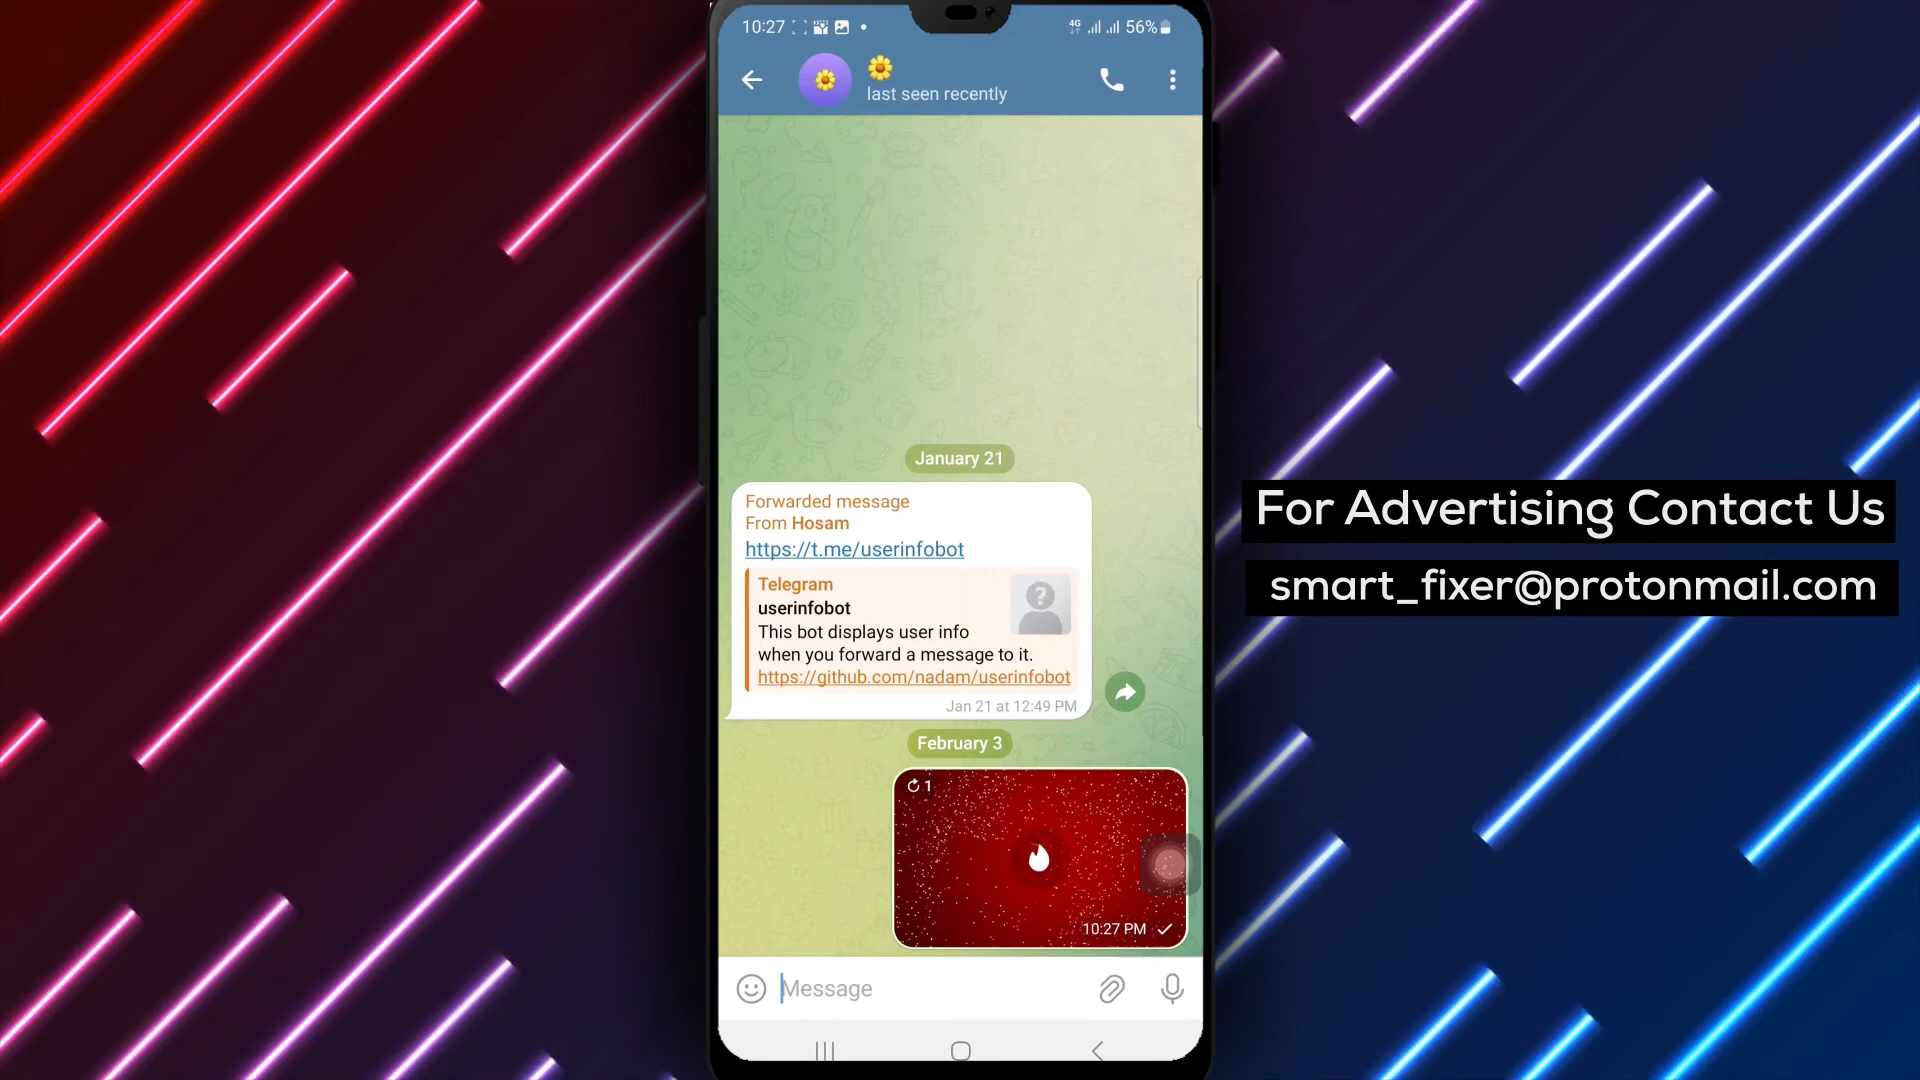 10:27
4G
56%
last seen recently
January 21
Forwarded message
From Hosam
https://t.me/userinfobot
Telegram
userinfobot
This bot displays user info
when you forward a message to it.
https://github.com/nadam/userinfobot
Jan 21 at 12:49 PM
February 3
1
10:27 PM
Message
For Advertising Contact Us
smart_fixer@protonmail.com